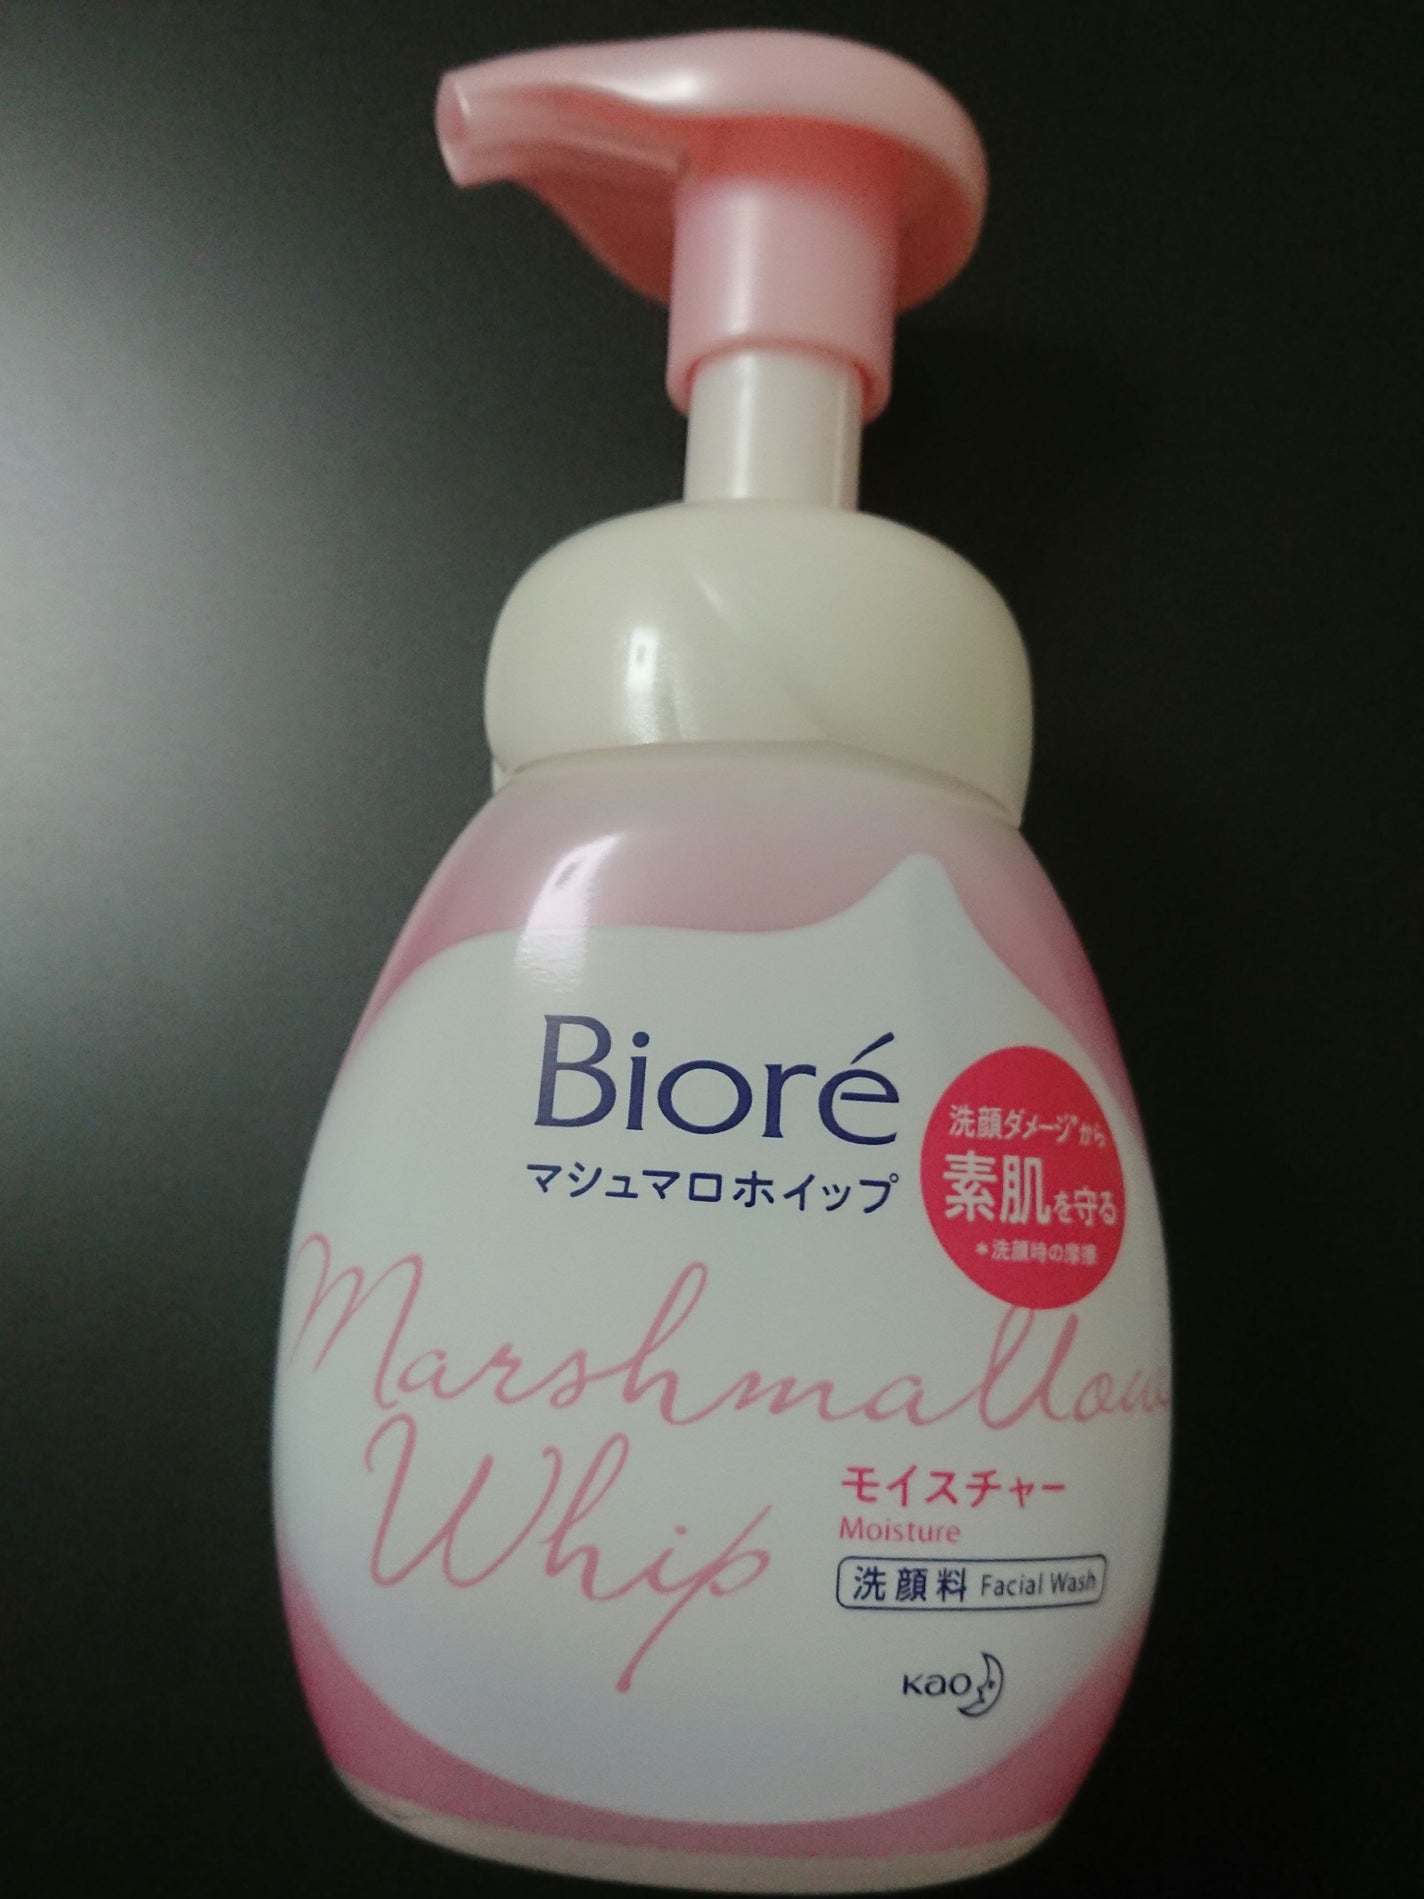 Bioré
マシュマロホイップ
洗顔ダメージ*から
素肌を守る
*洗顔時の摩擦
Marshmallow
Whip
モイスチャー
Moisture
洗顔料 Facial Wash
Kao